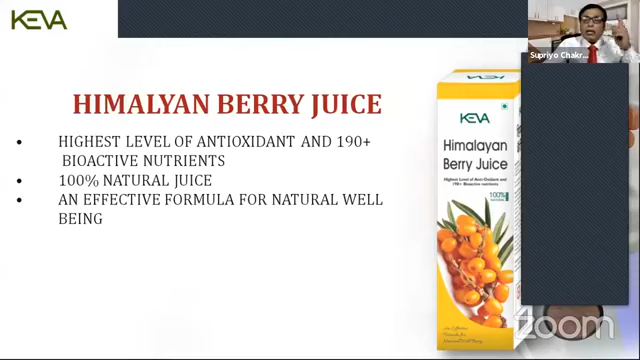 KEVA
Supriyo Chakr...
HIMALYAN BERRY JUICE
• HIGHEST LEVEL OF ANTIOXIDANT AND 190+
BIOACTIVE NUTRIENTS
• 100% NATURAL JUICE
• AN EFFECTIVE FORMULA FOR NATURAL WELL
BEING
KEVA
Himalayan
Berry Juice
Highest Level of Anti-Oxidant and
190+ Bioactive nutrients
100%
NATURAL
zoom